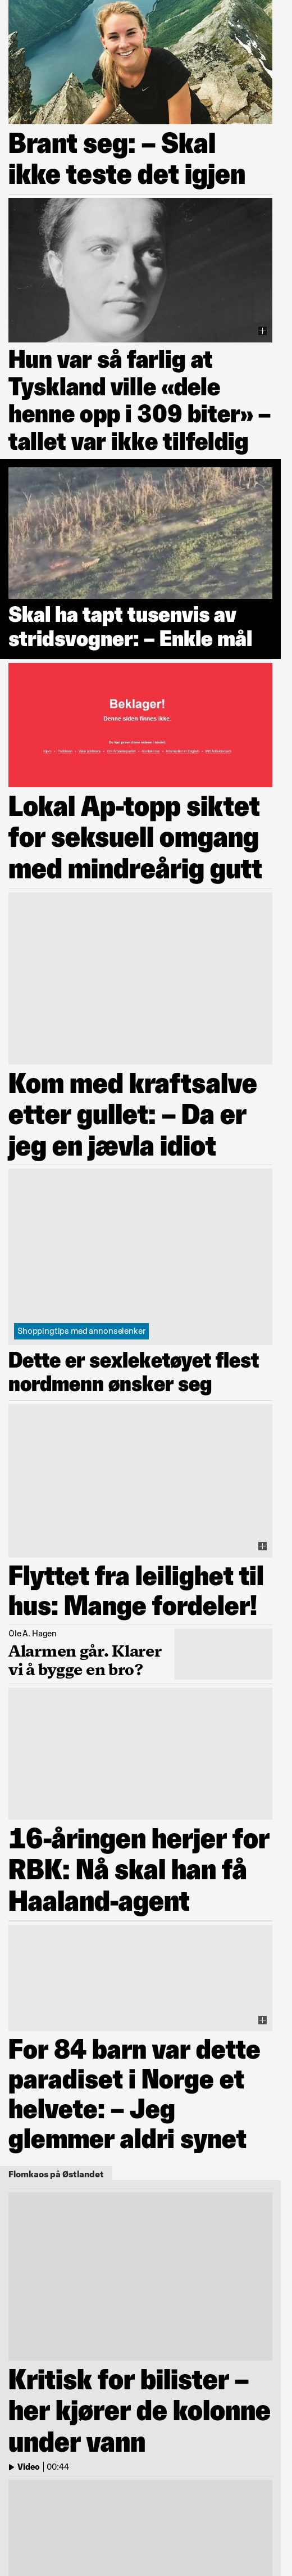 Brant seg: – Skal
ikke teste det igjen
Hun var så farlig at
Tyskland ville «dele
henne opp i 309 biter» –
tallet var ikke tilfeldig
Skal ha tapt tusenvis av
stridsvogner: – Enkle mål
Beklager!
Denne siden finnes ikke.
Lokal Ap-topp siktet
for seksuell omgang
med mindreårig gutt
Kom med kraftsalve
etter gullet: – Da er
jeg en jævla idiot
Shoppingtips med annonselenker
Dette er sexleketøyet flest
nordmenn ønsker seg
Flyttet fra leilighet til
hus: Mange fordeler!
Ole A. Hagen
Alarmen går. Klarer
vi å bygge en bro?
16-åringen herjer for
RBK: Nå skal han få
Haaland-agent
For 84 barn var dette
paradiset i Norge et
helvete: – Jeg
glemmer aldri synet
Flomkaos på Østlandet
Kritisk for bilister –
her kjører de kolonne
under vann
Video | 00:44